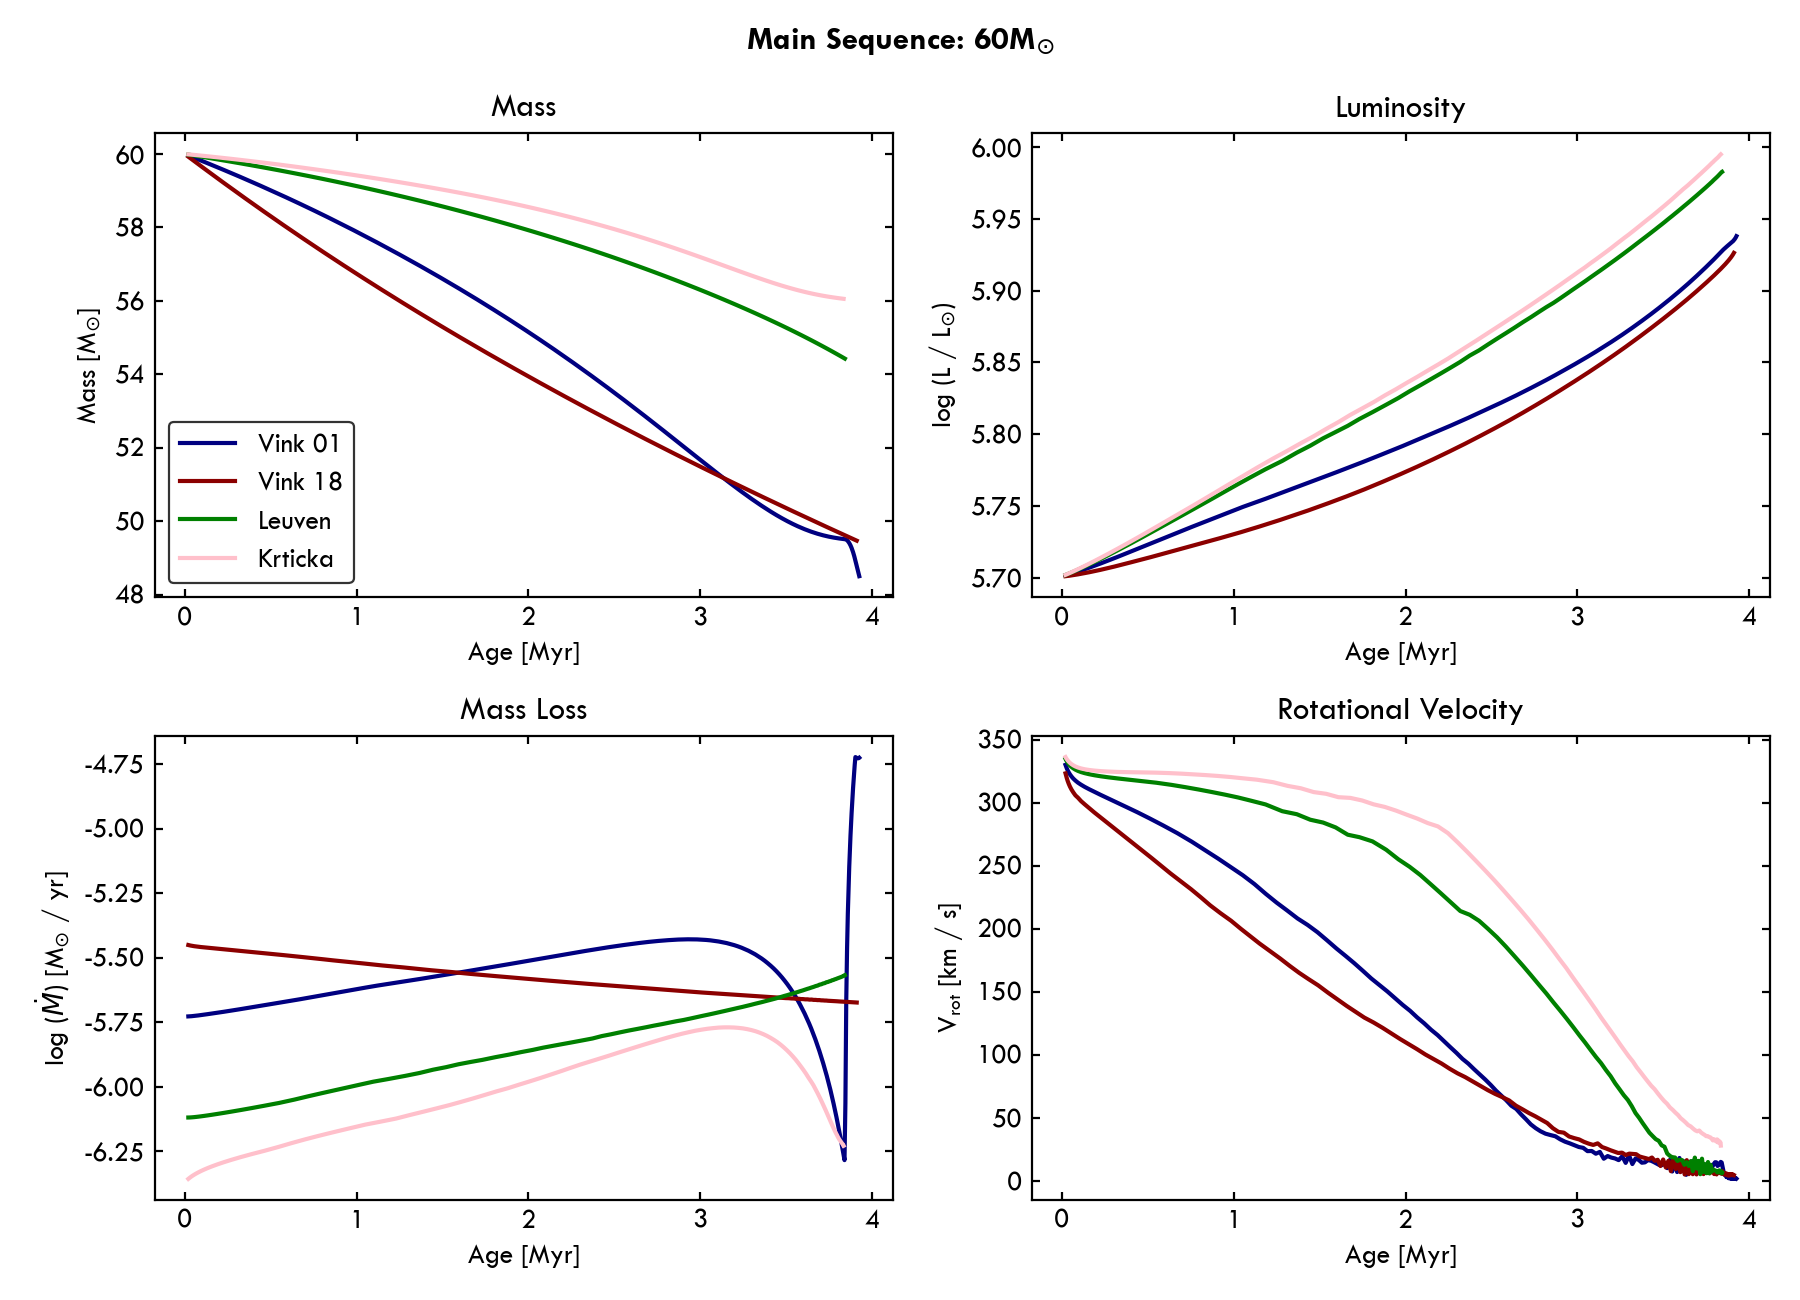 Main Sequence: 60M⊙
Mass
60
58
56
54
52
50
48
Mass [M⊙]
Vink 01
Vink 18
Leuven
Krticka
0 1 2 3 4
Age [Myr]
Luminosity
6.00
5.95
5.90
5.85
5.80
5.75
5.70
log (L / L⊙)
0 1 2 3 4
Age [Myr]
Mass Loss
-4.75
-5.00
-5.25
-5.50
-5.75
-6.00
-6.25
log (Ṁ) [M⊙ / yr]
0 1 2 3 4
Age [Myr]
Rotational Velocity
350
300
250
200
150
100
50
0
Vrot [km / s]
0 1 2 3 4
Age [Myr]